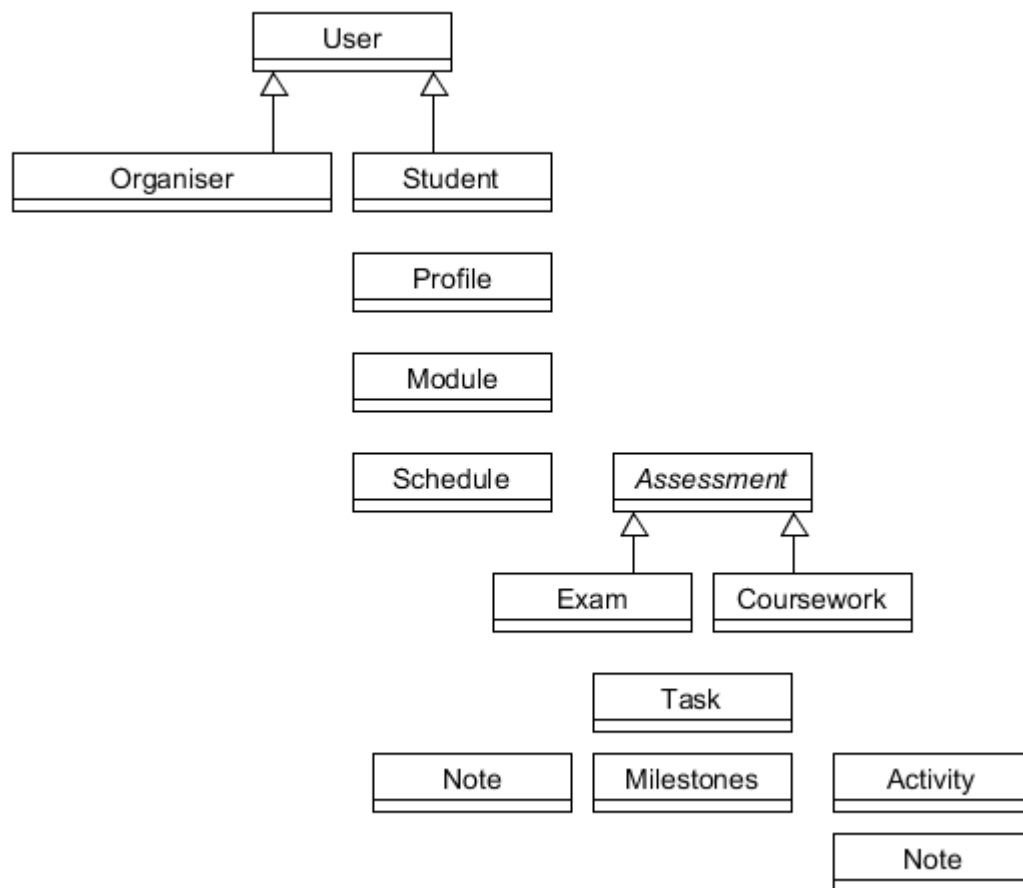 User
Organiser
Student
Profile
Module
Schedule
Assessment
Exam
Coursework
Task
Note
Milestones
Activity
Note